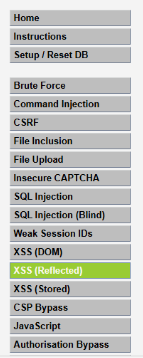 Home
Instructions
Setup / Reset DB
Brute Force
Command Injection
CSRF
File Inclusion
File Upload
Insecure CAPTCHA
SQL Injection
SQL Injection (Blind)
Weak Session IDs
XSS (DOM)
XSS (Reflected)
XSS (Stored)
CSP Bypass
JavaScript
Authorisation Bypass